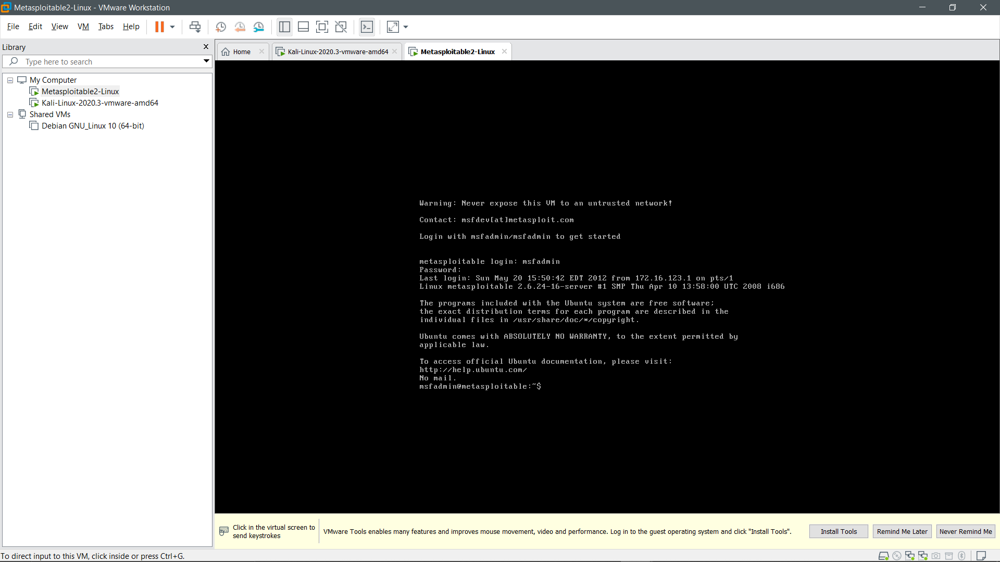 Metasploitable2-Linux - VMware Workstation
File Edit View VM Tabs Help
Library
Type here to search
My Computer
Metasploitable2-Linux
Kali-Linux-2020.3-vmware-amd64
Shared VMs
Debian GNU_Linux 10 (64-bit)
Home
Kali-Linux-2020.3-vmware-amd64
Metasploitable2-Linux
Warning: Never expose this VM to an untrusted network!
Contact: msfdev[at]metasploit.com
Login with msfadmin/msfadmin to get started
metasploitable login: msfadmin
Password:
Last login: Sun May 20 15:50:42 EDT 2012 from 172.16.123.1 on pts/1
Linux metasploitable 2.6.24-16-server #1 SMP Thu Apr 10 13:58:00 UTC 2008 i686
The programs included with the Ubuntu system are free software;
the exact distribution terms for each program are described in the
individual files in /usr/share/doc/*/copyright.
Ubuntu comes with ABSOLUTELY NO WARRANTY, to the extent permitted by
applicable law.
To access official Ubuntu documentation, please visit:
http://help.ubuntu.com/
No mail.
msfadmin@metasploitable:~$
Click in the virtual screen to
send keystrokes
VMware Tools enables many features and improves mouse movement, video and performance. Log in to the guest operating system and click "Install Tools".
Install Tools
Remind Me Later
Never Remind Me
To direct input to this VM, click inside or press Ctrl+G.